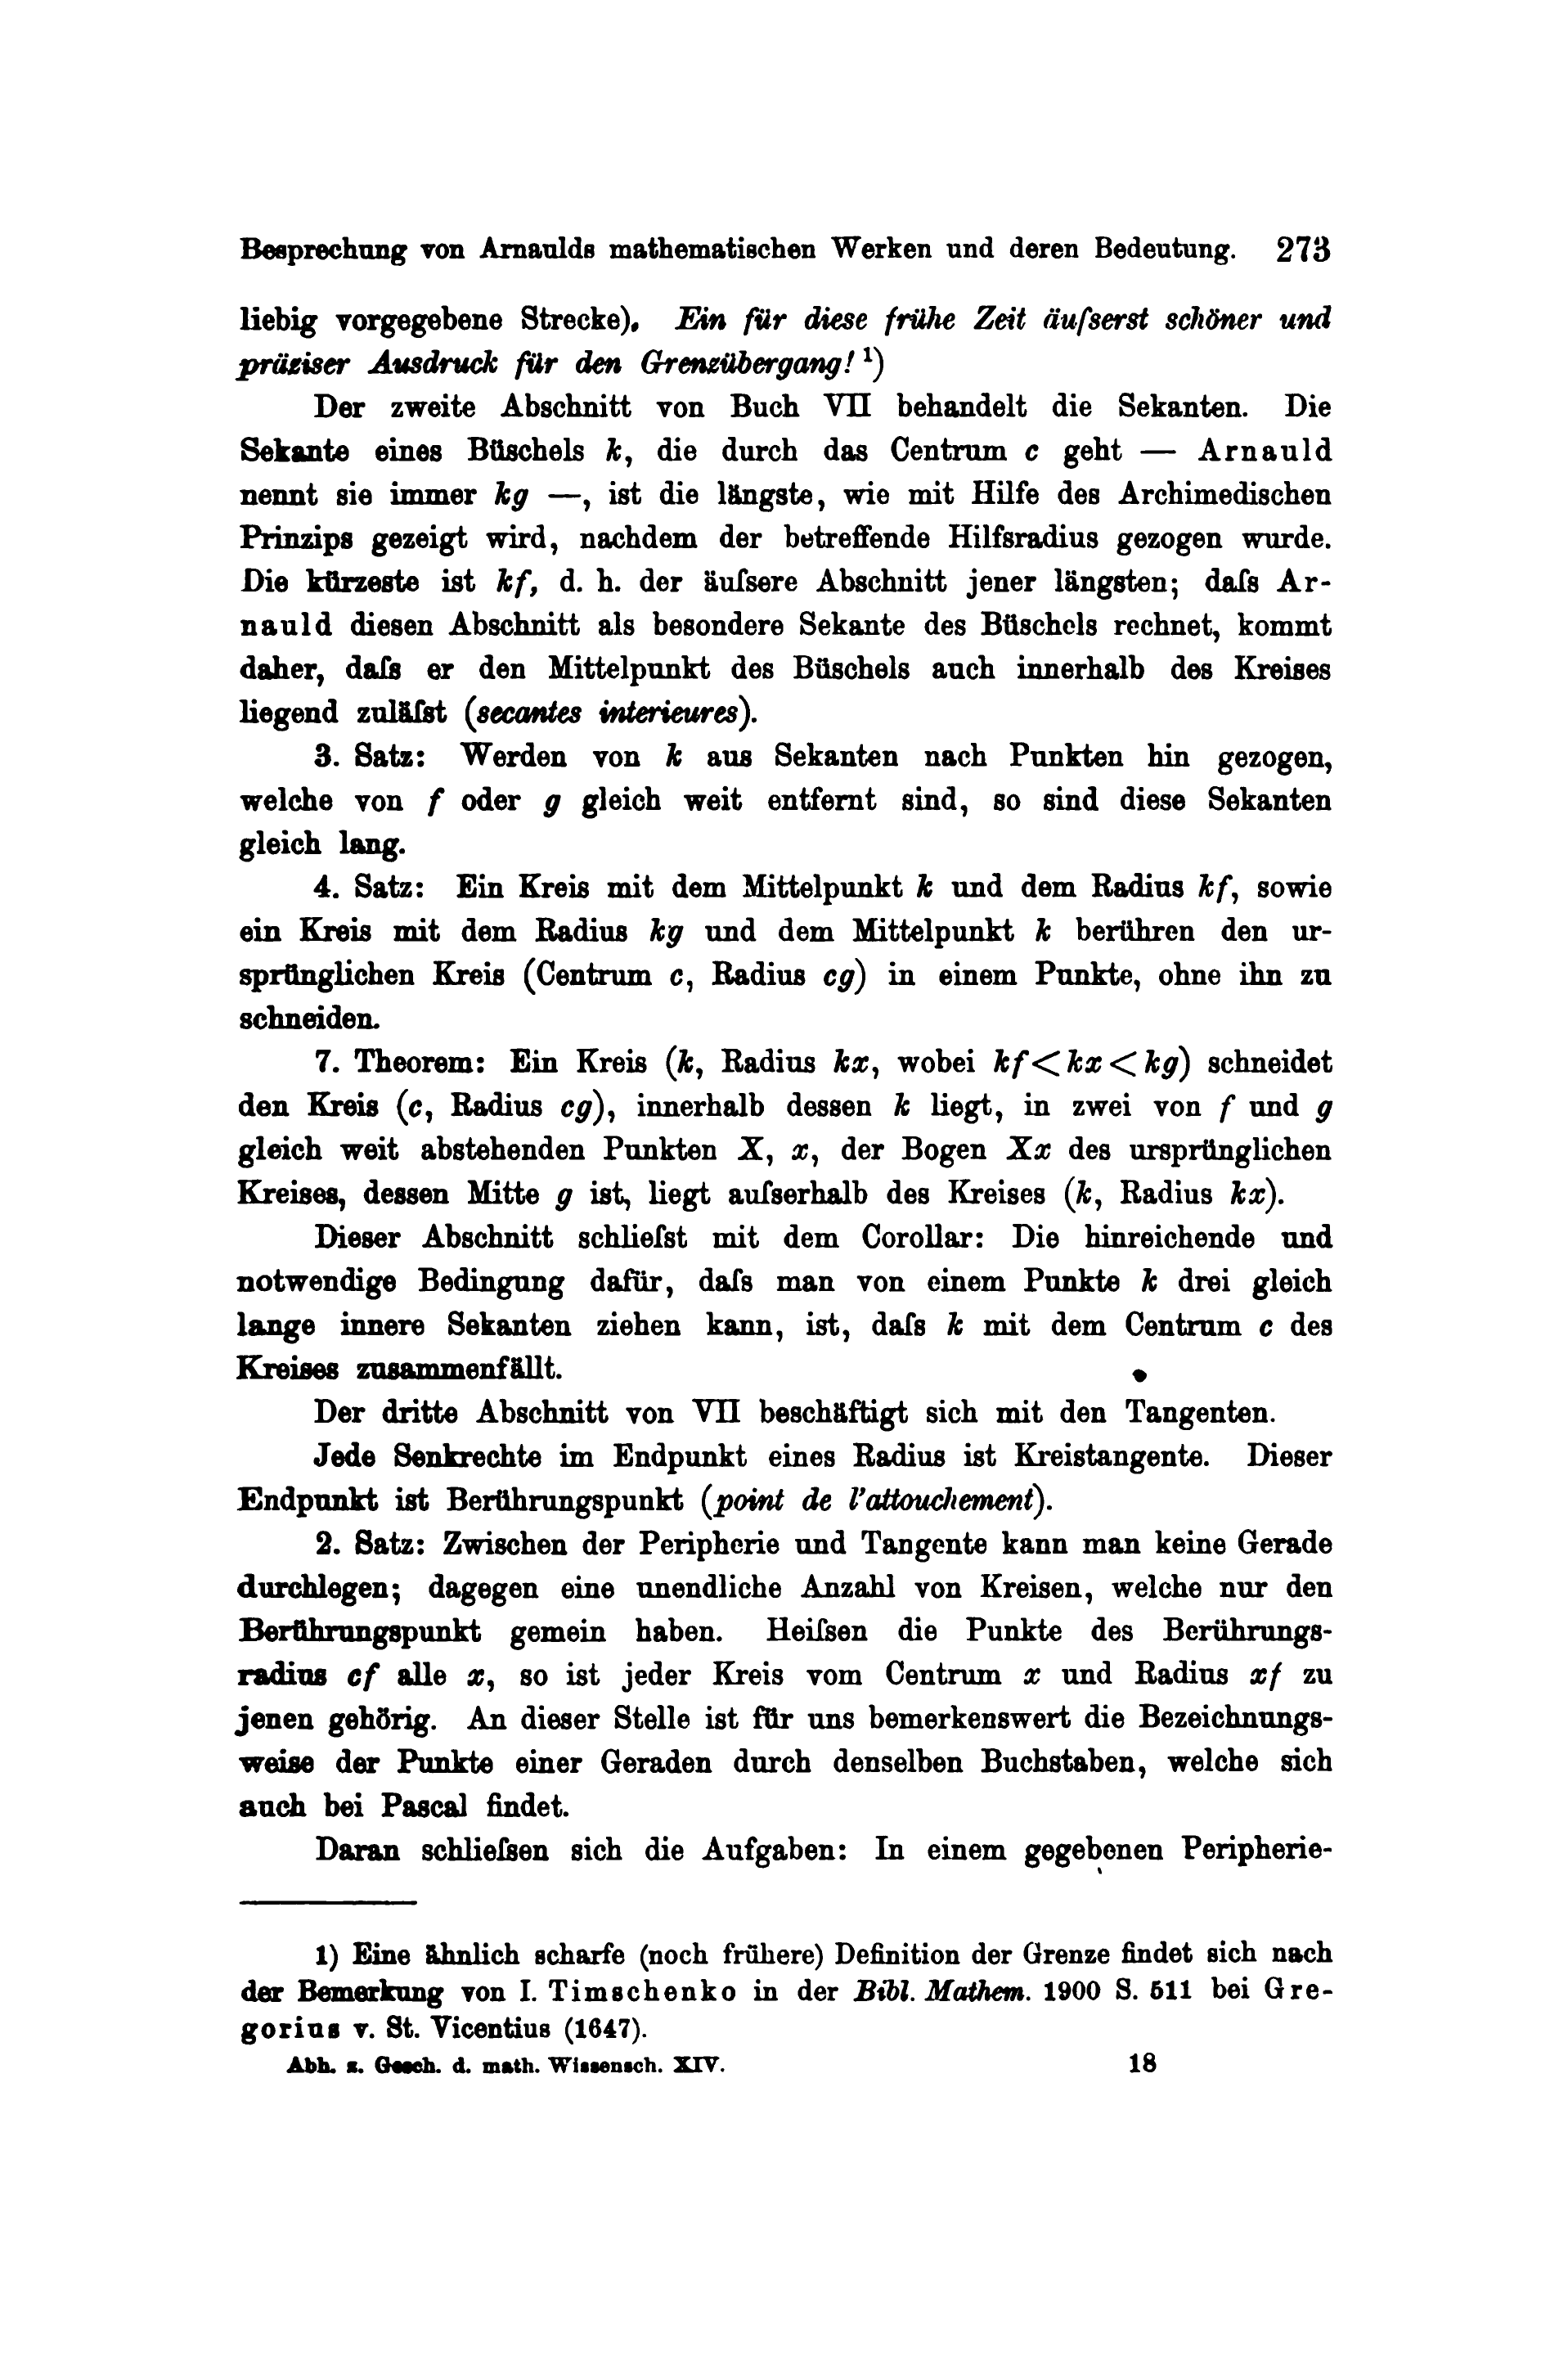 Besprechung von Arnaulds mathematischen Werken und deren Bedeutung. 273
liebig vorgegebene Strecke). Ein für diese frühe Zeit äuſserst schöner und
präziser Ausdruck für den Grenzübergang! ¹)
Der zweite Abschnitt von Buch VII behandelt die Sekanten. Die
Sekante eines Büschels k, die durch das Centrum c geht — Arnauld
nennt sie immer kg —, ist die längste, wie mit Hilfe des Archimedischen
Prinzips gezeigt wird, nachdem der betreffende Hilfsradius gezogen wurde.
Die kürzeste ist kf, d. h. der äuſsere Abschnitt jener längsten; daſs Ar-
nauld diesen Abschnitt als besondere Sekante des Büschels rechnet, kommt
daher, daſs er den Mittelpunkt des Büschels auch innerhalb des Kreises
liegend zuläſst (secantes interieures).
3. Satz: Werden von k aus Sekanten nach Punkten hin gezogen,
welche von f oder g gleich weit entfernt sind, so sind diese Sekanten
gleich lang.
4. Satz: Ein Kreis mit dem Mittelpunkt k und dem Radius kf, sowie
ein Kreis mit dem Radius kg und dem Mittelpunkt k berühren den ur-
sprünglichen Kreis (Centrum c, Radius cg) in einem Punkte, ohne ihn zu
schneiden.
7. Theorem: Ein Kreis (k, Radius kx, wobei kf < kx < kg) schneidet
den Kreis (c, Radius cg), innerhalb dessen k liegt, in zwei von f und g
gleich weit abstehenden Punkten X, x, der Bogen Xx des ursprünglichen
Kreises, dessen Mitte g ist, liegt auſserhalb des Kreises (k, Radius kx).
Dieser Abschnitt schlieſst mit dem Corollar: Die hinreichende und
notwendige Bedingung dafür, daſs man von einem Punkte k drei gleich
lange innere Sekanten ziehen kann, ist, daſs k mit dem Centrum c des
Kreises zusammenfällt.
Der dritte Abschnitt von VII beschäftigt sich mit den Tangenten.
Jede Senkrechte im Endpunkt eines Radius ist Kreistangente. Dieser
Endpunkt ist Berührungspunkt (point de l'attouchement).
2. Satz: Zwischen der Peripherie und Tangente kann man keine Gerade
durchlegen; dagegen eine unendliche Anzahl von Kreisen, welche nur den
Berührungspunkt gemein haben. Heiſsen die Punkte des Berührungs-
radius cf alle x, so ist jeder Kreis vom Centrum x und Radius xf zu
jenen gehörig. An dieser Stelle ist für uns bemerkenswert die Bezeichnungs-
weise der Punkte einer Geraden durch denselben Buchstaben, welche sich
auch bei Pascal findet.
Daran schlieſsen sich die Aufgaben: In einem gegebenen Peripherie-
1) Eine ähnlich scharfe (noch frühere) Definition der Grenze findet sich nach
der Bemerkung von I. Timschenko in der Bibl. Mathem. 1900 S. 511 bei Gre-
gorius v. St. Vicentius (1647).
Abh. z. Gesch. d. math. Wissensch. XIV. 18